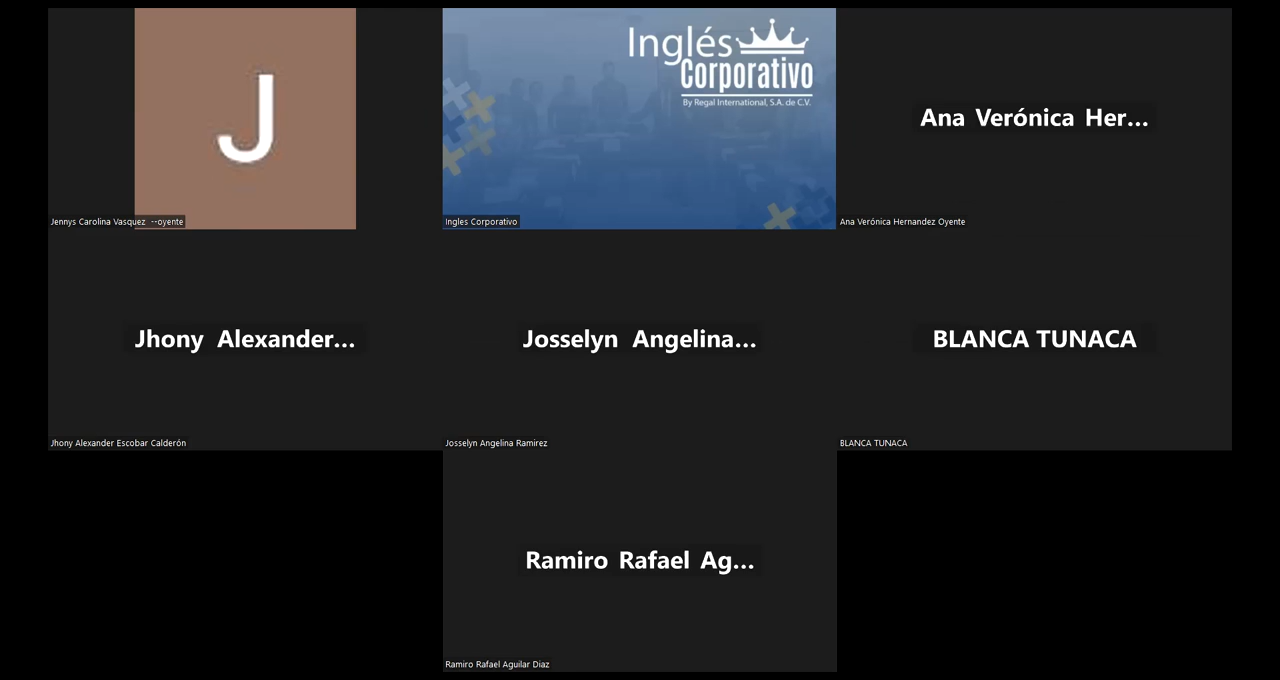 J
Jennys Carolina Vasquez --oyente
Inglés
Corporativo
By Regal International, S.A. de C.V.
Ingles Corporativo
Ana Verónica Her...
Ana Verónica Hernandez Oyente
Jhony Alexander...
Jhony Alexander Escobar Calderón
Josselyn Angelina...
Josselyn Angelina Ramirez
BLANCA TUNACA
BLANCA TUNACA
Ramiro Rafael Ag...
Ramiro Rafael Aguilar Diaz